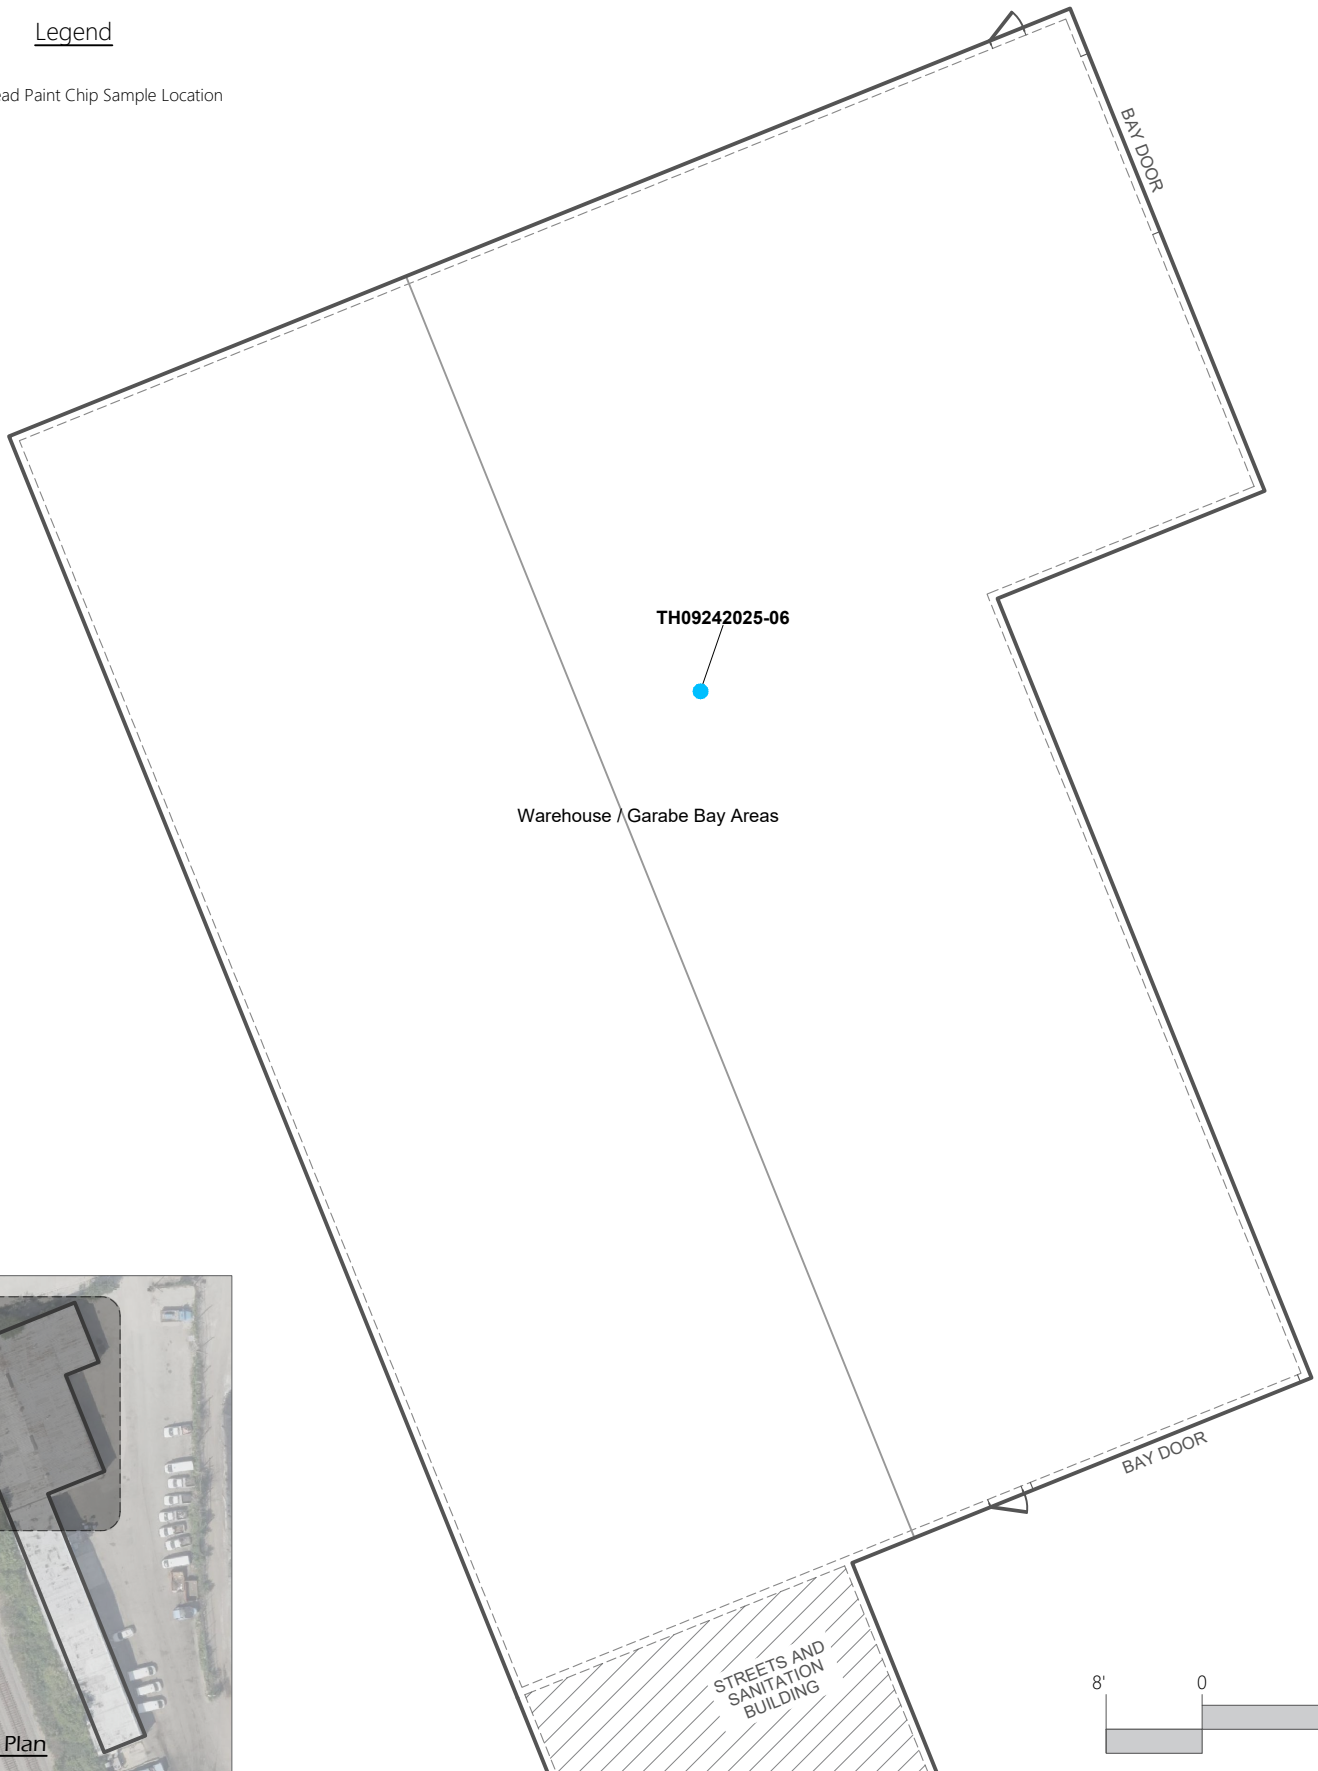 Legend
ead Paint Chip Sample Location
BAY DOOR
TH09242025-06
Warehouse / Garabe Bay Areas
BAY DOOR
STREETS AND
SANITATION
BUILDING
8' 0
Plan